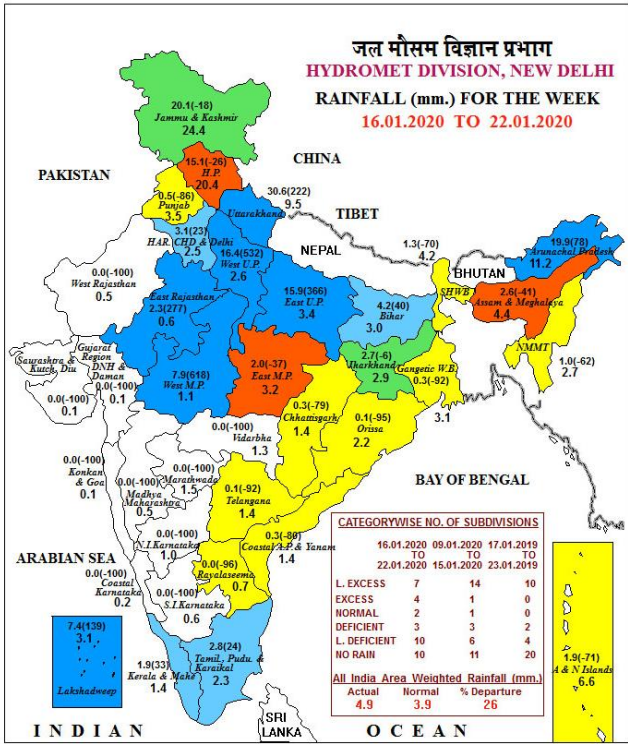 जल मौसम विज्ञान प्रभाग
HYDROMET DIVISION, NEW DELHI
RAINFALL (mm.) FOR THE WEEK
16.01.2020 TO 22.01.2020
20.1(-18)
Jammu & Kashmir
24.4
15.1(-26)
H.P.
20.4
CHINA
PAKISTAN
0.5(-86)
Punjab
3.5
30.6(222)
9.5
Uttarakhand
TIBET
3.1(23)
HAR. CHD & Delhi
2.5
16.4(532)
West U.P.
2.6
NEPAL
1.3(-70)
4.2
19.9(78)
Arunachal Pradesh
11.2
BHUTAN
0.0(-100)
West Rajasthan
0.5
East Rajasthan
2.3(277)
0.6
15.9(366)
East U.P.
3.4
4.2(40)
Bihar
3.0
SHWB
2.6(-41)
Assam & Meghalaya
4.4
NMMT
1.0(-62)
2.7
Gujarat
Region
DNH &
Daman
0.0(-100)
0.1
Saurashtra &
Kutch, Diu
0.0(-100)
0.1
7.9(618)
West M.P.
1.1
2.0(-37)
East M.P.
3.2
2.7(-6)
Jharkhand
2.9
Gangetic W.B.
0.3(-92)
3.1
0.3(-79)
Chhattisgarh
1.4
0.1(-95)
Orissa
2.2
0.0(-100)
Vidarbha
1.3
0.0(-100)
Konkan
& Goa
0.1
0.0(-100)
Marathwada
1.5
0.0(-100)
Madhya
Maharashtra
0.5
0.1(-92)
Telangana
1.4
BAY OF BENGAL
0.0(-100)
N.I.Karnataka
1.0
0.3(-80)
Coastal A.P. & Yanam
1.4
ARABIAN SEA
0.0(-100)
Coastal
Karnataka
0.2
0.0(-96)
Rayalaseema
0.7
0.0(-100)
S.I.Karnataka
0.6
7.4(139)
3.1
Lakshadweep
1.9(33)
Kerala & Mahe
1.4
2.8(24)
Tamil, Pudu. &
Karaikal
2.3
CATEGORYWISE NO. OF SUBDIVISIONS
16.01.2020 09.01.2020 17.01.2019
TO TO TO
22.01.2020 15.01.2020 23.01.2019
L. EXCESS 7 14 10
EXCESS 4 1 0
NORMAL 2 1 0
DEFICIENT 3 3 2
L. DEFICIENT 10 6 4
NO RAIN 10 11 20
All India Area Weighted Rainfall (mm.)
Actual Normal % Departure
4.9 3.9 26
1.9(-71)
A & N Islands
6.6
SRI
LANKA
INDIAN OCEAN